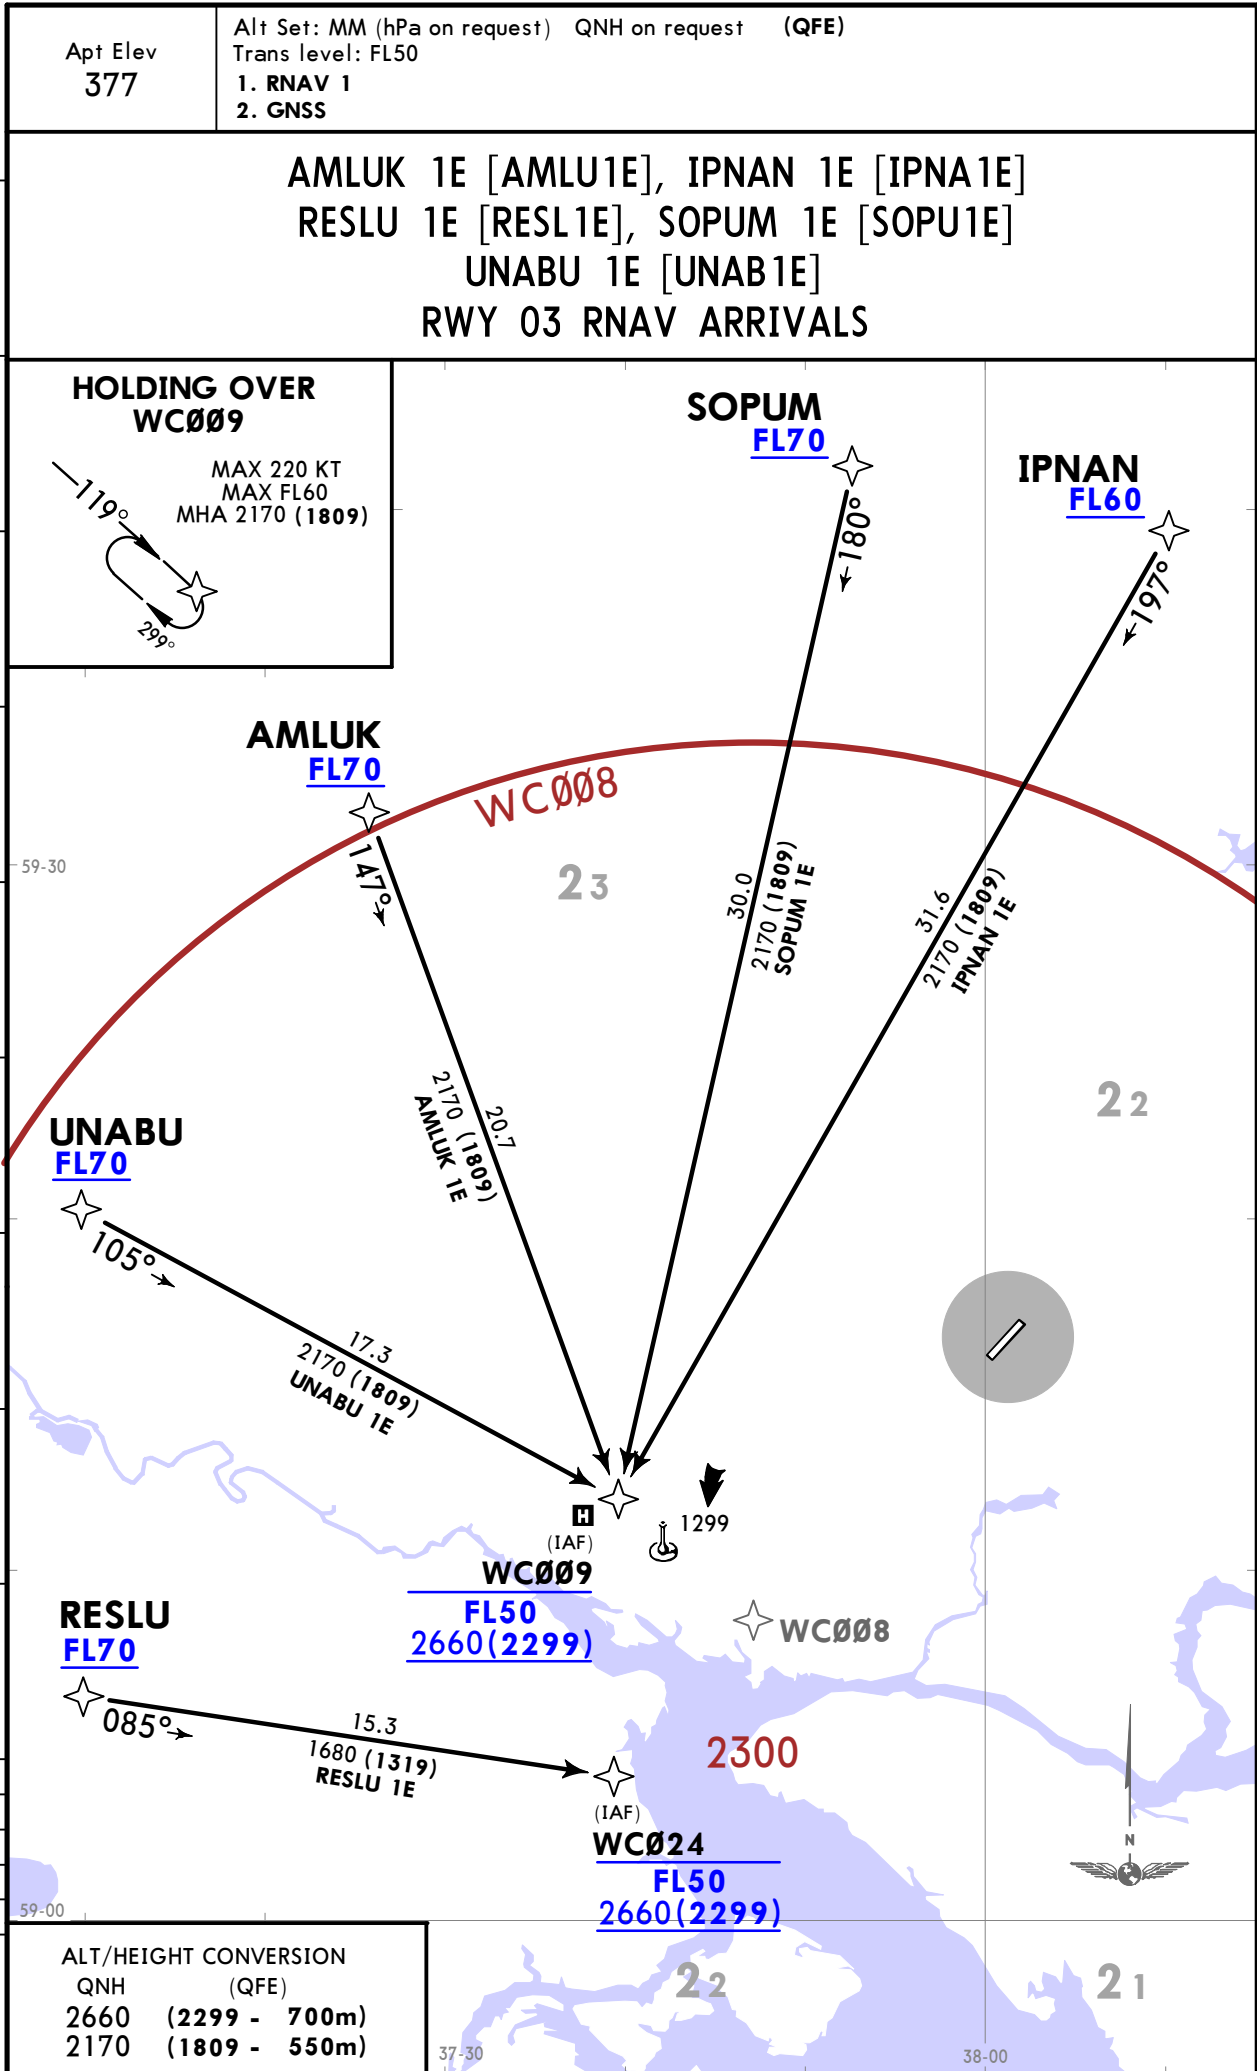 Apt Elev
377
Alt Set: MM (hPa on request) QNH on request (QFE)
Trans level: FL50
1. RNAV 1
2. GNSS
AMLUK 1E [AMLU1E], IPNAN 1E [IPNA1E]
RESLU 1E [RESL1E], SOPUM 1E [SOPU1E]
UNABU 1E [UNAB1E]
RWY 03 RNAV ARRIVALS
HOLDING OVER
WCØØ9
MAX 220 KT
MAX FL60
MHA 2170 (1809)
119°
299°
SOPUM
FL70
180°
IPNAN
FL60
197°
AMLUK
FL70
147°
WCØØ8
59-30
23
30.0
2170 (1809)
SOPUM 1E
31.6
2170 (1809)
IPNAN 1E
20.7
2170 (1809)
AMLUK 1E
22
UNABU
FL70
105°
17.3
2170 (1809)
UNABU 1E
H
(IAF)
WCØØ9
FL50
2660(2299)
1299
WCØØ8
RESLU
FL70
085°
15.3
1680 (1319)
RESLU 1E
2300
(IAF)
WCØ24
FL50
2660(2299)
N
59-00
22
21
ALT/HEIGHT CONVERSION
QNH (QFE)
2660 (2299 - 700m)
2170 (1809 - 550m)
37-30
38-00